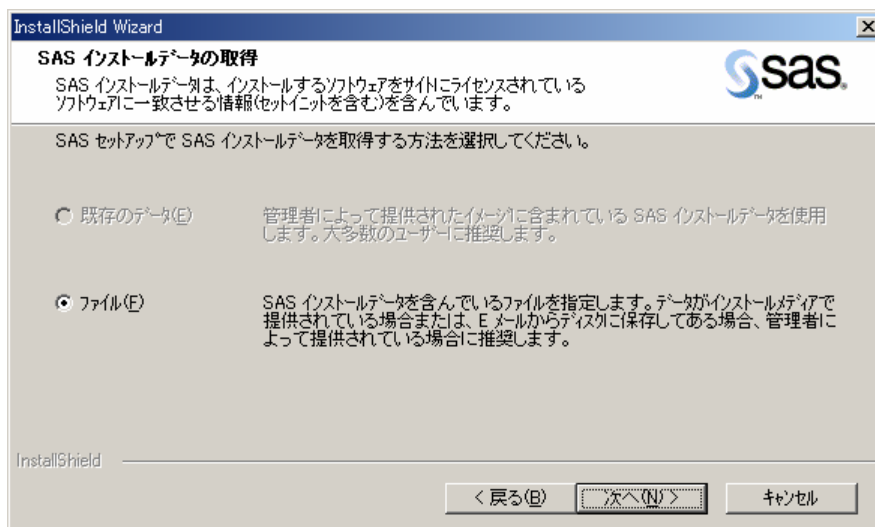 InstallShield Wizard
SAS インストールデータの取得
SAS インストールデータは、インストールするソフトウェアをサイトにライセンスされている
ソフトウェアに一致させる情報(セットイニットを含む)を含んでいます。
sas.
TM
SAS セットアップで SAS インストールデータを取得する方法を選択してください。
既存のデータ(E)
管理者によって提供されたイメージに含まれている SAS インストールデータを使用
します。大多数のユーザーに推奨します。
ファイル(F)
SAS インストールデータを含んでいるファイルを指定します。データがインストールメディアで
提供されている場合または、E メールからディスクに保存してある場合、管理者に
よって提供されている場合に推奨します。
InstallShield
< 戻る(B)
次へ(N) >
キャンセル